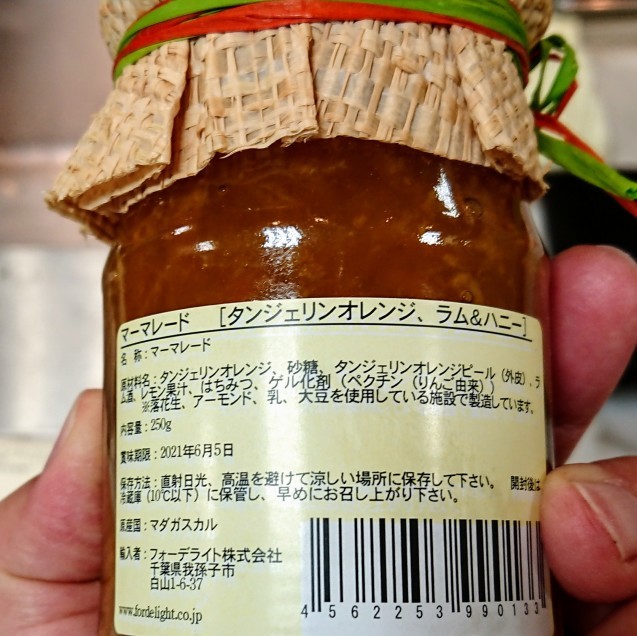 マーマレード　[タンジェリンオレンジ、ラム&ハニー]
名　称：マーマレード
原材料名：タンジェリンオレンジ、砂糖、タンジェリンオレンジピール（外皮）、ラ
ム酒、レモン果汁、はちみつ、ゲル化剤（ペクチン（りんご由来））
※落花生、アーモンド、乳、大豆を使用している施設で製造しています。
内容量：250g
賞味期限：2021年6月5日
保存方法：直射日光、高温を避けて涼しい場所に保存して下さい。　開封後は
冷蔵庫（10℃以下）に保管し、早めにお召し上がり下さい。
原産国：マダガスカル
輸入者：フォーデライト株式会社
千葉県我孫子市
白山1-6-37
www.fordelight.co.jp
4 562253 990133